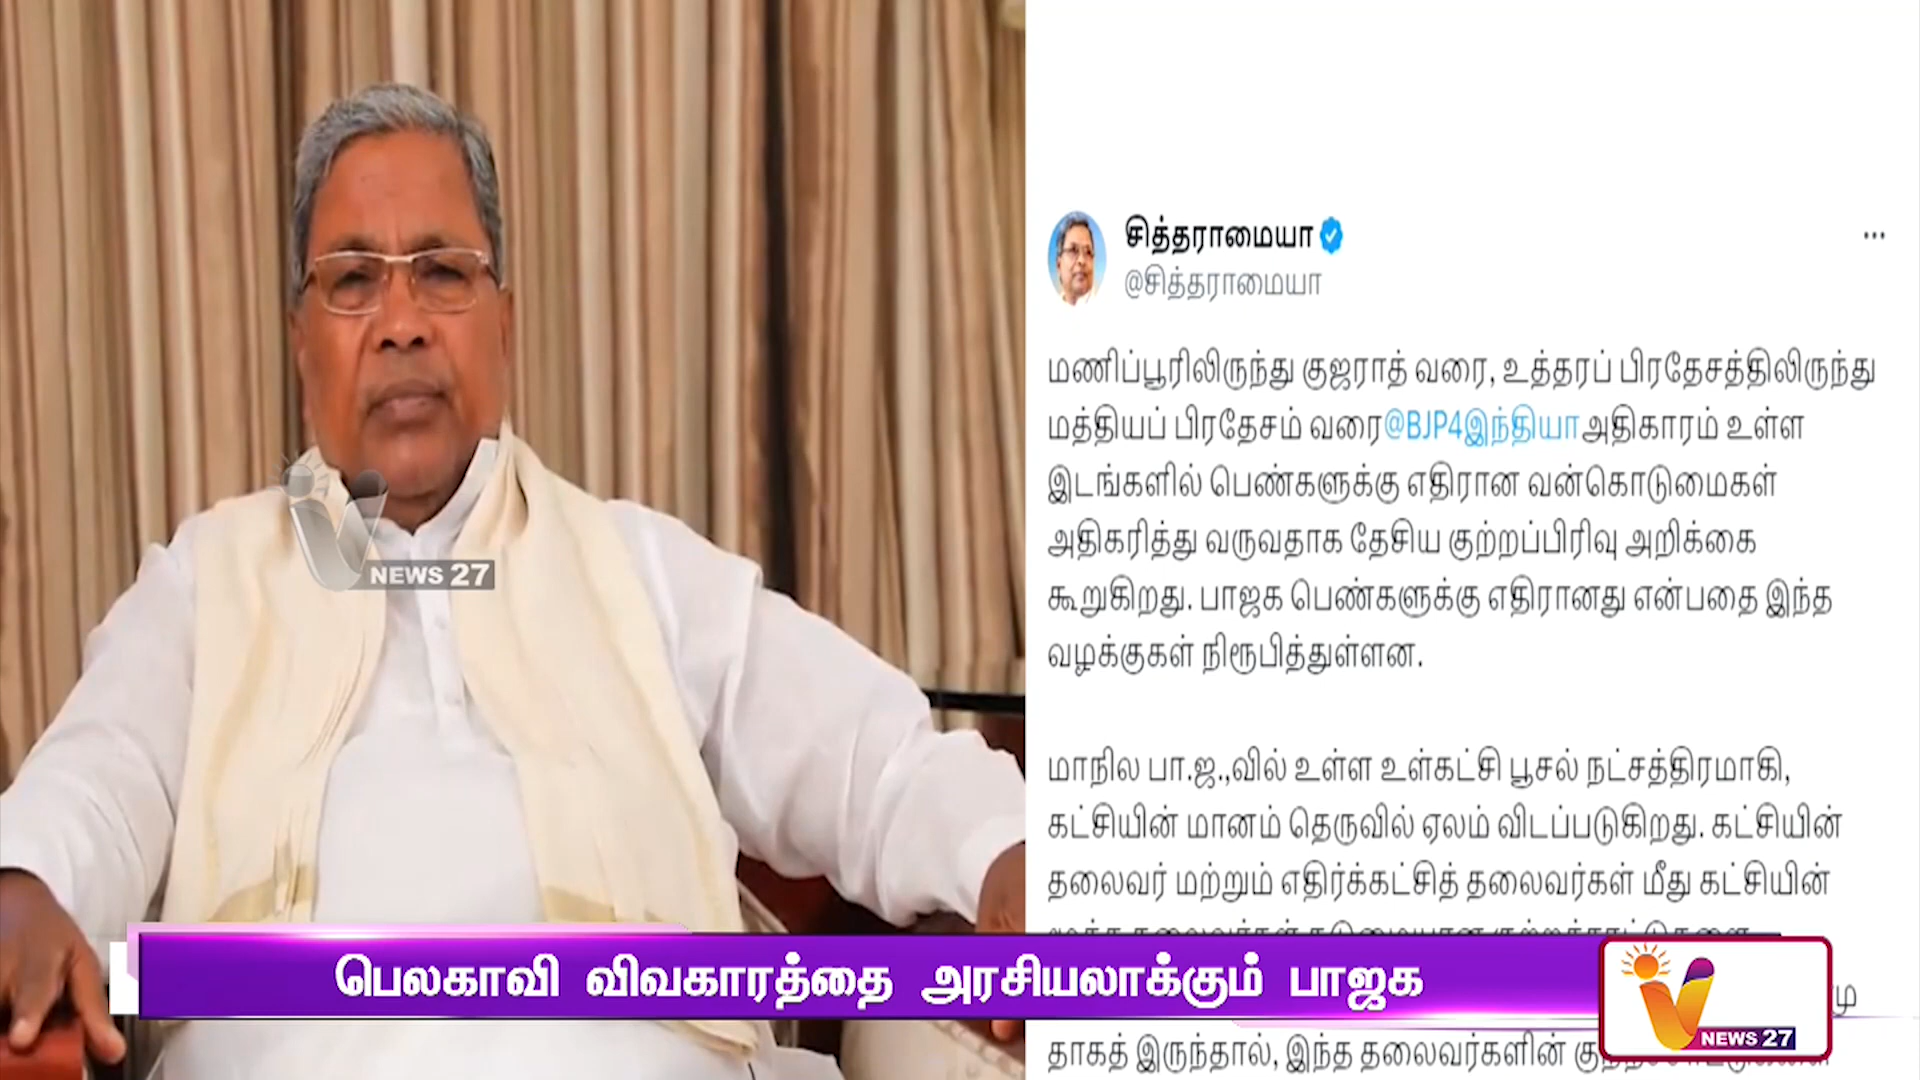 சித்தராமையா
@சித்தராமையா
மணிப்பூரிலிருந்து குஜராத் வரை, உத்தரப் பிரதேசத்திலிருந்து
மத்தியப் பிரதேசம் வரை@BJP4இந்தியாஅதிகாரம் உள்ள
இடங்களில் பெண்களுக்கு எதிரான வன்கொடுமைகள்
அதிகரித்து வருவதாக தேசிய குற்றப்பிரிவு அறிக்கை
கூறுகிறது. பாஜக பெண்களுக்கு எதிரானது என்பதை இந்த
வழக்குகள் நிரூபித்துள்ளன.
மாநில பா.ஜ.,வில் உள்ள உள்கட்சி பூசல் நட்சத்திரமாகி,
கட்சியின் மானம் தெருவில் ஏலம் விடப்படுகிறது. கட்சியின்
தலைவர் மற்றும் எதிர்க்கட்சித் தலைவர்கள் மீது கட்சியின்
தாகத் இருந்தால், இந்த தலைவர்களின்
NEWS 27
பெலகாவி விவகாரத்தை அரசியலாக்கும் பாஜக
NEWS 27